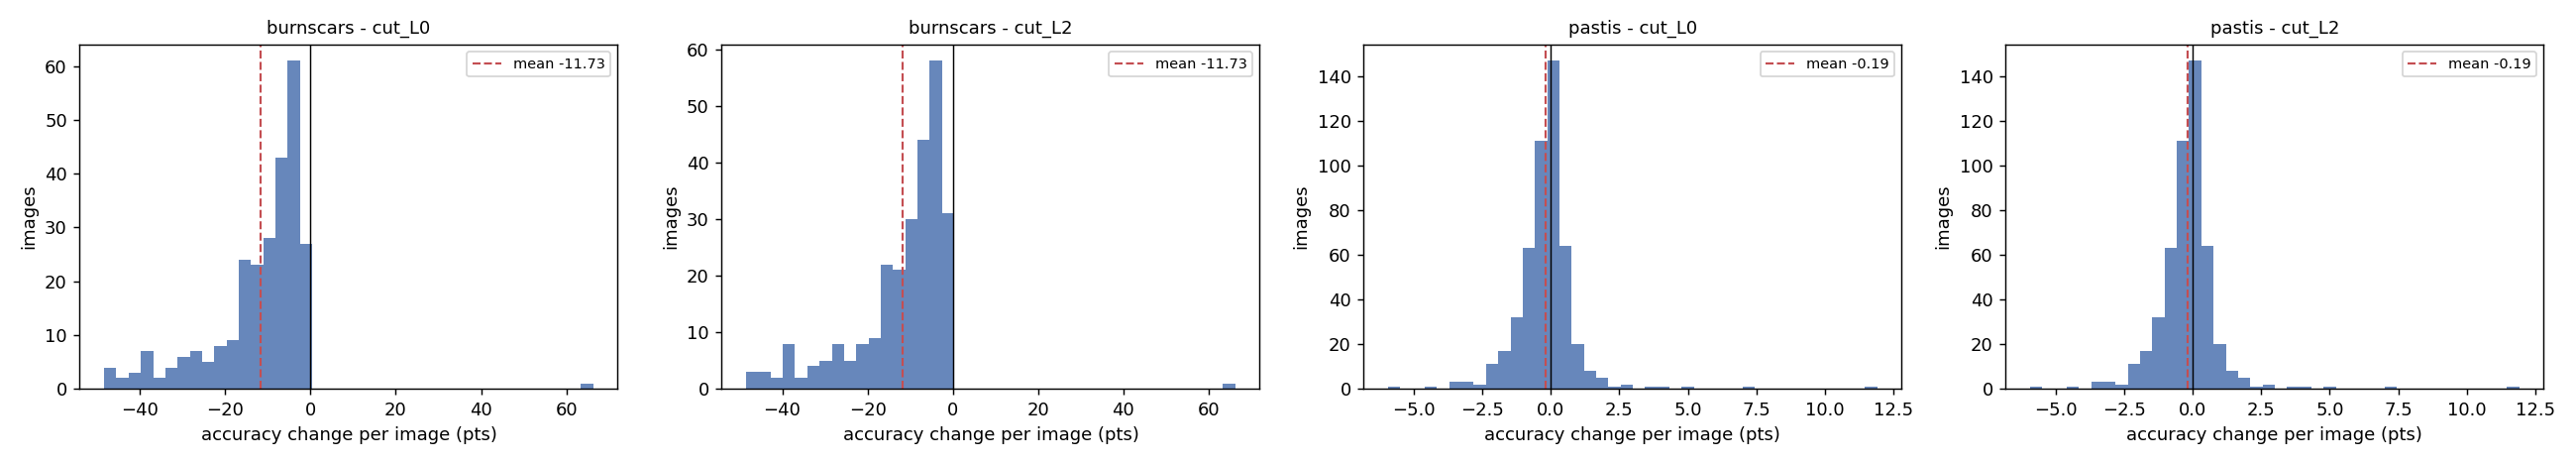 burnscars - cut_L0
mean -11.73
60
50
40
30
20
10
0
images
−40 −20 0 20 40 60
accuracy change per image (pts)
burnscars - cut_L2
mean -11.73
60
50
40
30
20
10
0
images
−40 −20 0 20 40 60
accuracy change per image (pts)
pastis - cut_L0
mean -0.19
140
120
100
80
60
40
20
0
images
−5.0 −2.5 0.0 2.5 5.0 7.5 10.0 12.5
accuracy change per image (pts)
pastis - cut_L2
mean -0.19
140
120
100
80
60
40
20
0
images
−5.0 −2.5 0.0 2.5 5.0 7.5 10.0 12.5
accuracy change per image (pts)